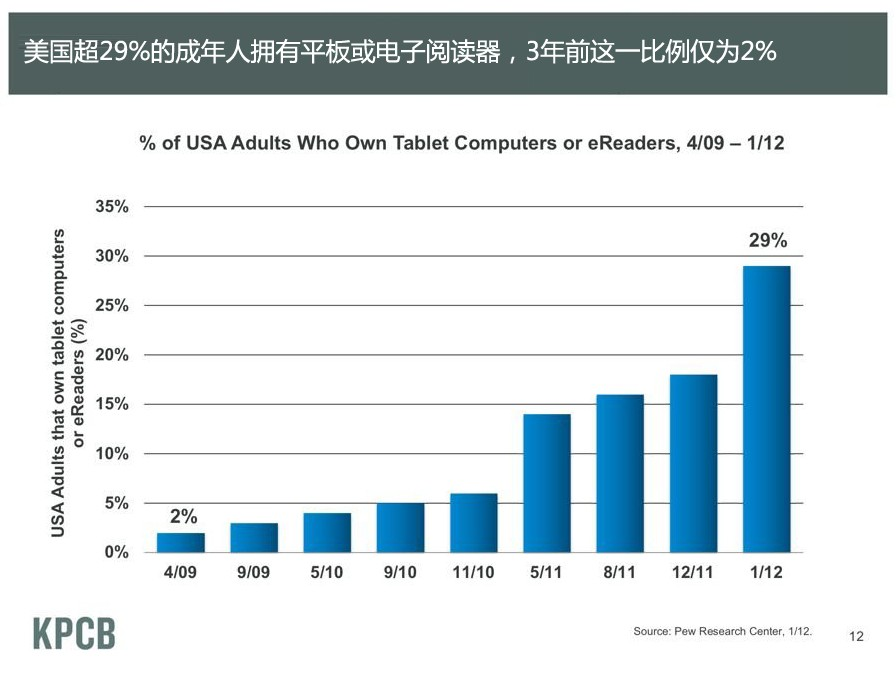 美国超29%的成年人拥有平板或电子阅读器，3年前这一比例仅为2%
% of USA Adults Who Own Tablet Computers or eReaders, 4/09 – 1/12
USA Adults that own tablet computers
or eReaders (%)
35%
30%
25%
20%
15%
10%
5%
0%
2%
29%
4/09 9/09 5/10 9/10 11/10 5/11 8/11 12/11 1/12
KPCB
Source: Pew Research Center, 1/12.
12